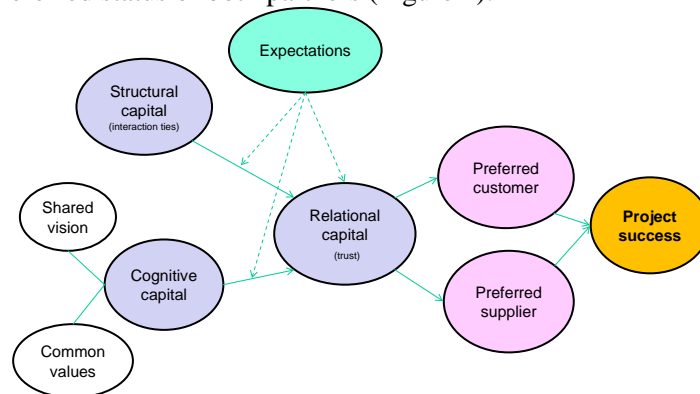 Expectations
Structural
capital
(interaction ties)
Preferred
customer
Shared
vision
Relational
capital
(trust)
Project
success
Cognitive
capital
Preferred
supplier
Common
values